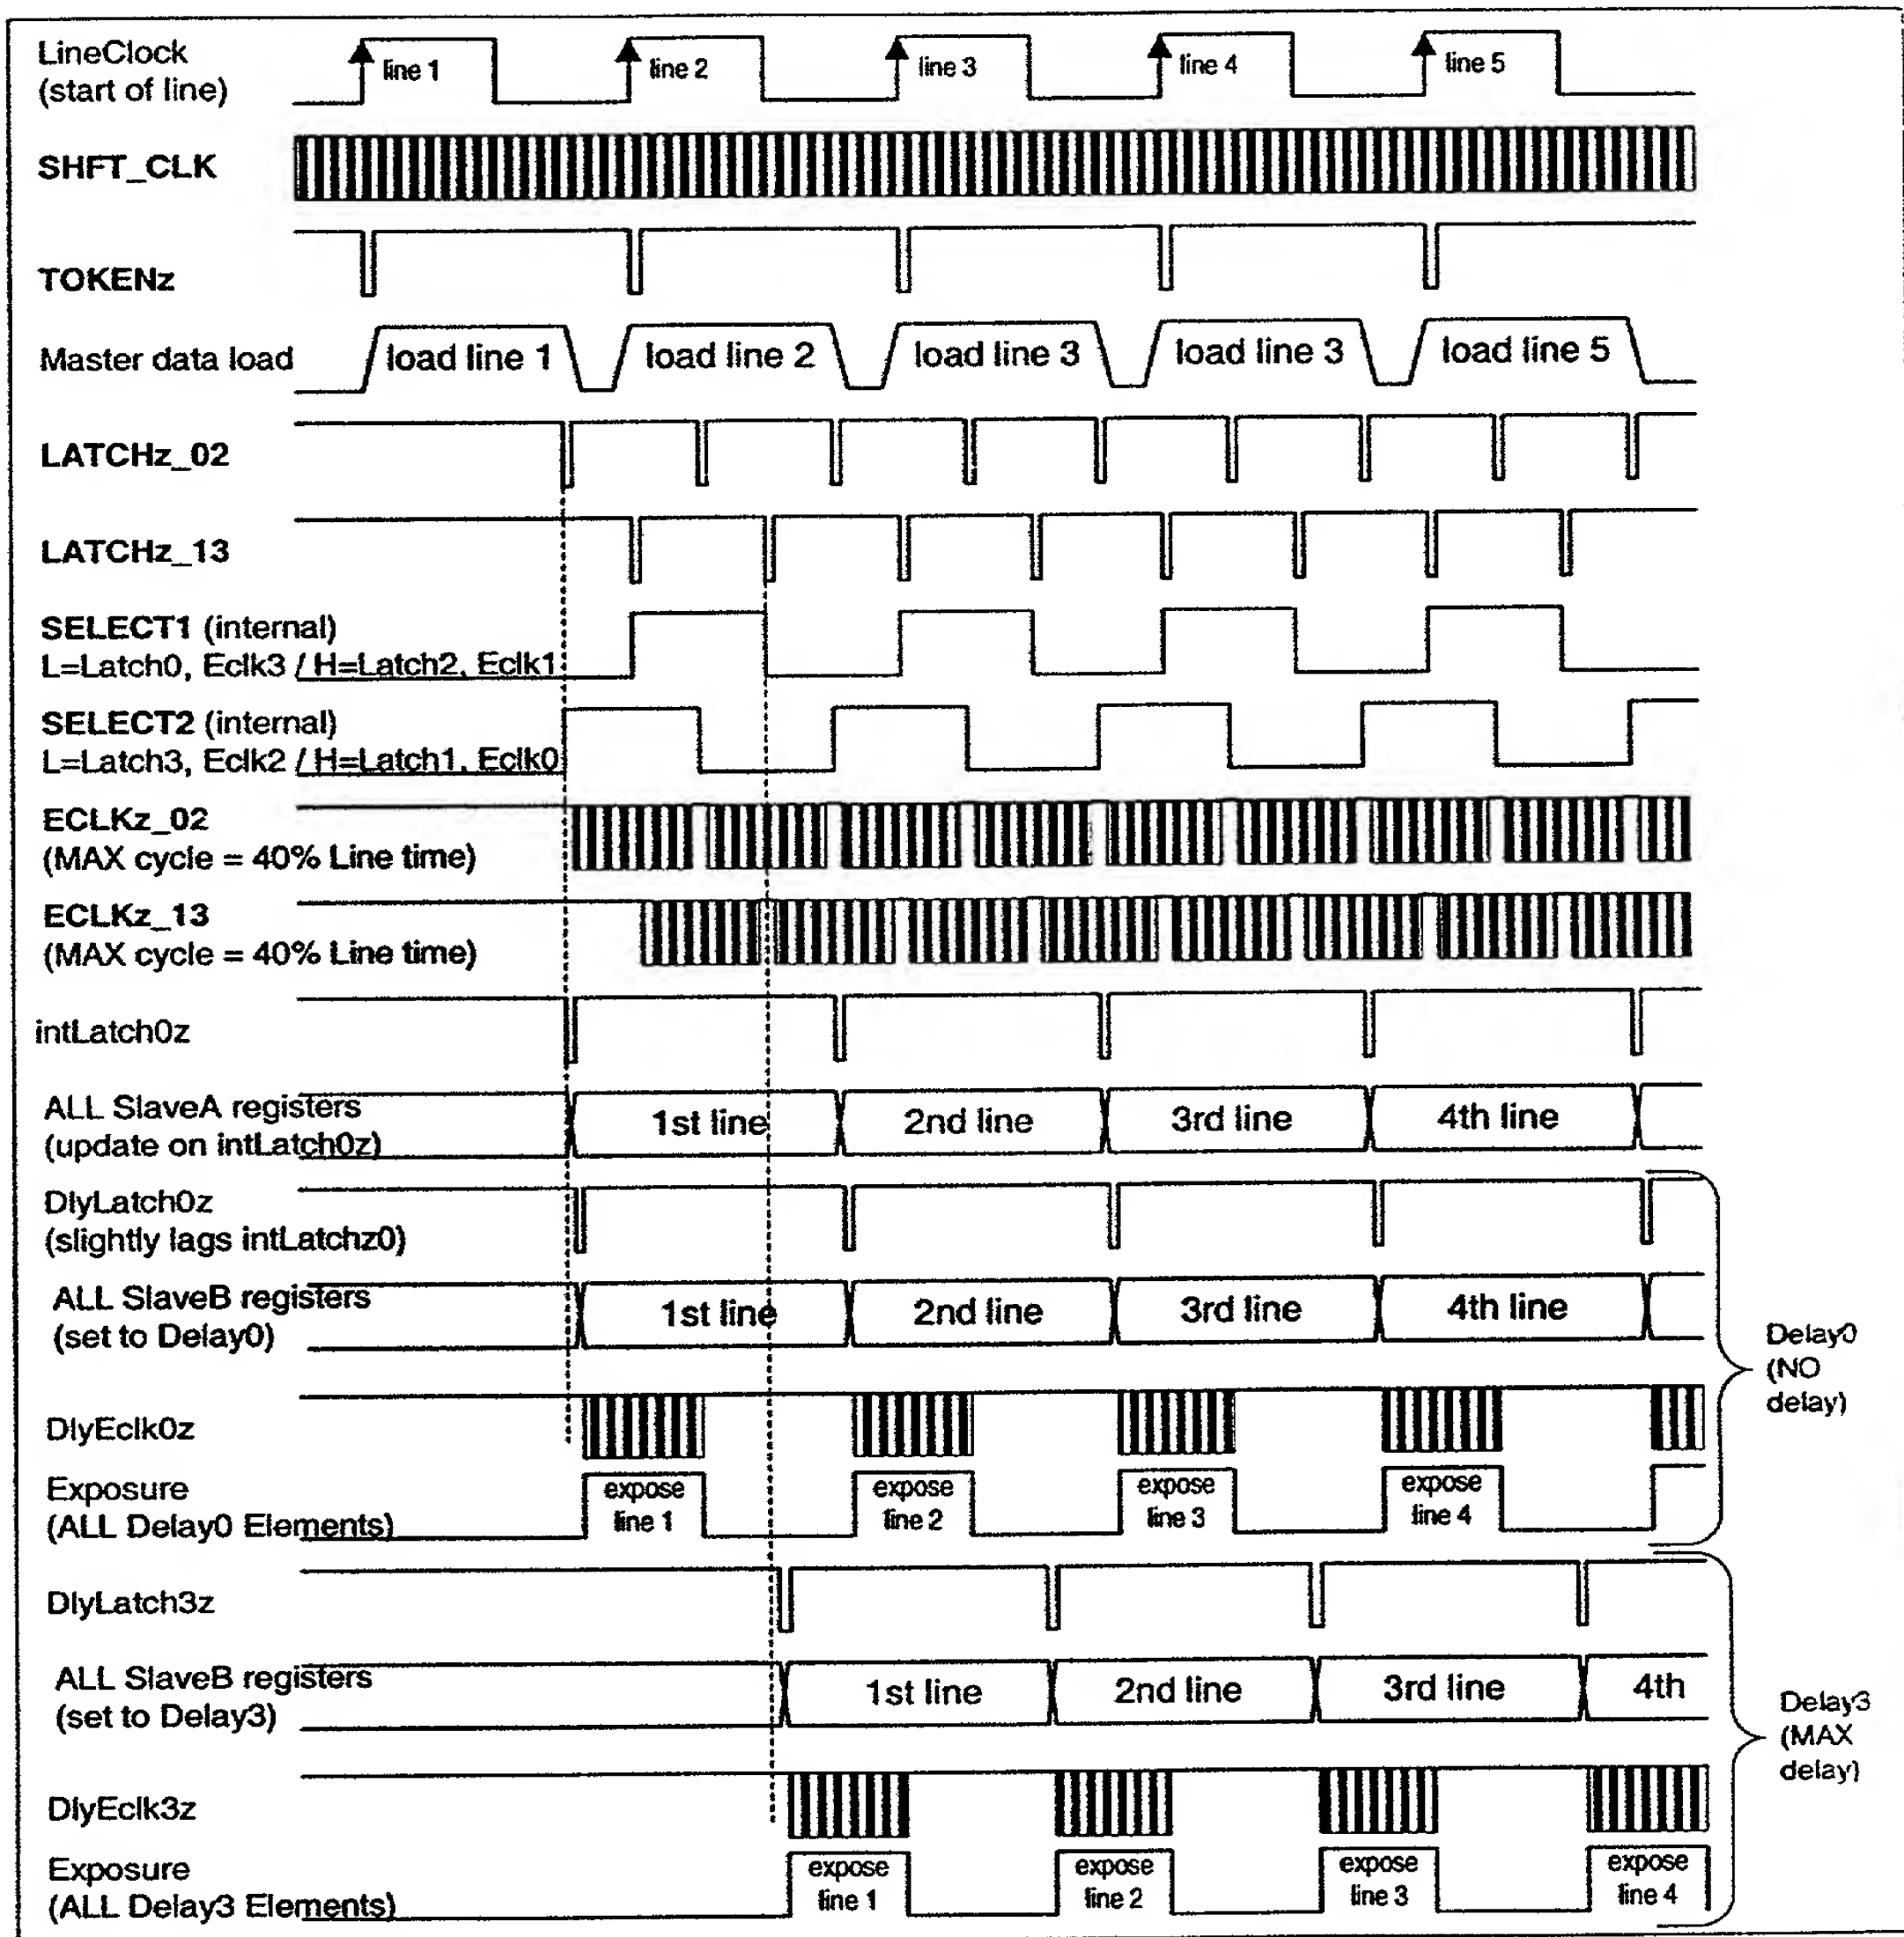 LineClock
(start of line)
line 1
line 2
line 3
line 4
line 5
SHFT_CLK
TOKENz
Master data load
load line 1
load line 2
load line 3
load line 3
load line 5
LATCHz_02
LATCHz_13
SELECT1 (internal)
L=Latch0, Eclk3 / H=Latch2, Eclk1
SELECT2 (internal)
L=Latch3, Eclk2 / H=Latch1, Eclk0
ECLKz_02
(MAX cycle = 40% Line time)
ECLKz_13
(MAX cycle = 40% Line time)
intLatch0z
ALL SlaveA registers
(update on intLatch0z)
1st line
2nd line
3rd line
4th line
DlyLatch0z
(slightly lags intLatchz0)
ALL SlaveB registers
(set to Delay0)
1st line
2nd line
3rd line
4th line
Delay0
(NO
delay)
DlyEclk0z
Exposure
(ALL Delay0 Elements)
expose
line 1
expose
line 2
expose
line 3
expose
line 4
DlyLatch3z
ALL SlaveB registers
(set to Delay3)
1st line
2nd line
3rd line
4th
Delay3
(MAX
delay)
DlyEclk3z
Exposure
(ALL Delay3 Elements)
expose
line 1
expose
line 2
expose
line 3
expose
line 4